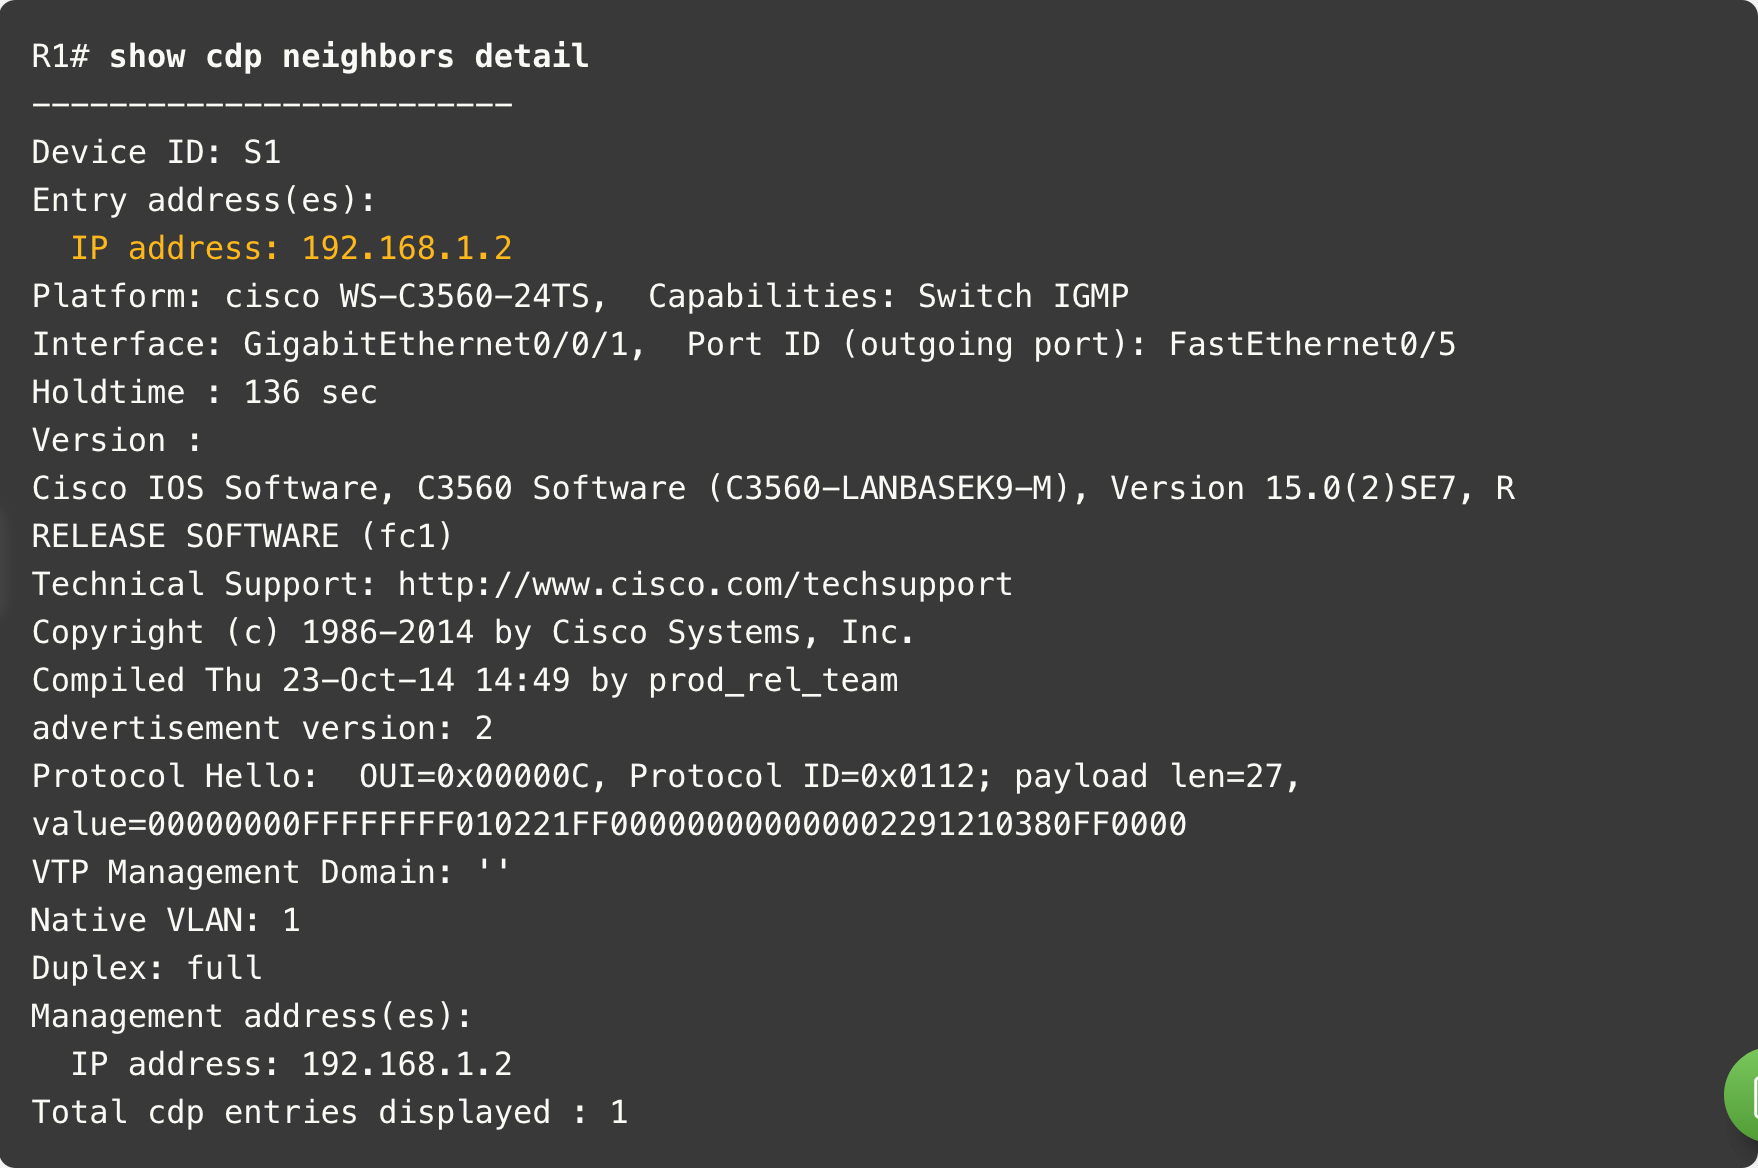 R1# show cdp neighbors detail
-------------------------
Device ID: S1
Entry address(es):
  IP address: 192.168.1.2
Platform: cisco WS-C3560-24TS,  Capabilities: Switch IGMP
Interface: GigabitEthernet0/0/1,  Port ID (outgoing port): FastEthernet0/5
Holdtime : 136 sec
Version :
Cisco IOS Software, C3560 Software (C3560-LANBASEK9-M), Version 15.0(2)SE7, R
RELEASE SOFTWARE (fc1)
Technical Support: http://www.cisco.com/techsupport
Copyright (c) 1986-2014 by Cisco Systems, Inc.
Compiled Thu 23-Oct-14 14:49 by prod_rel_team
advertisement version: 2
Protocol Hello:  OUI=0x00000C, Protocol ID=0x0112; payload len=27,
value=00000000FFFFFFFF010221FF000000000000002291210380FF0000
VTP Management Domain: ''
Native VLAN: 1
Duplex: full
Management address(es):
  IP address: 192.168.1.2
Total cdp entries displayed : 1